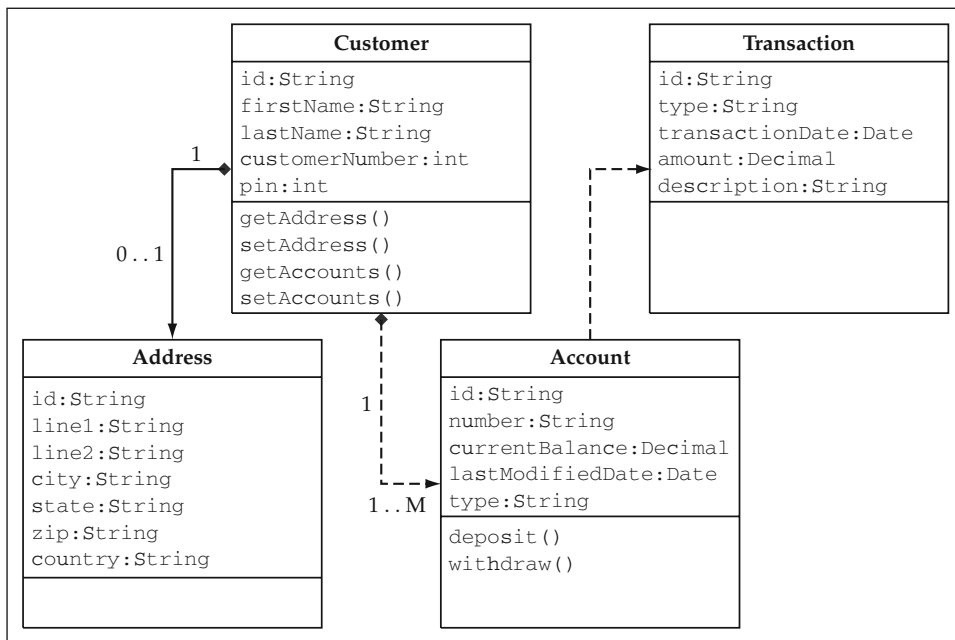 Customer
id:String
firstName:String
lastName:String
customerNumber:int
pin:int
getAddress()
setAddress()
getAccounts()
setAccounts()
Transaction
id:String
type:String
transactionDate:Date
amount:Decimal
description:String
1
0..1
Address
id:String
line1:String
line2:String
city:String
state:String
zip:String
country:String
1
1..M
Account
id:String
number:String
currentBalance:Decimal
lastModifiedDate:Date
type:String
deposit()
withdraw()